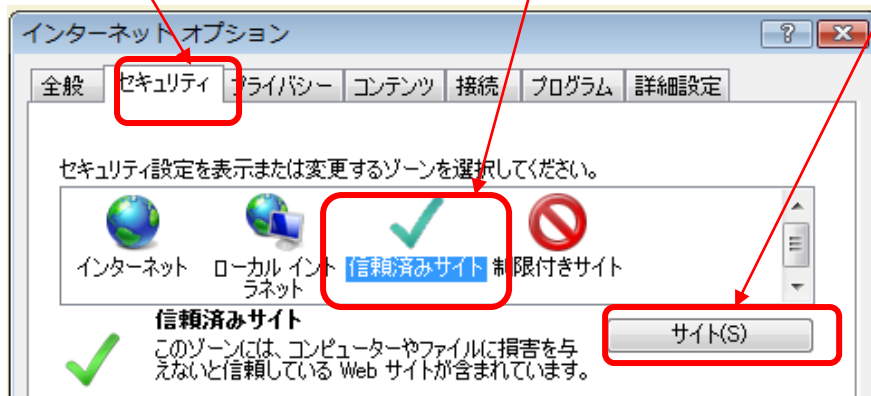 インターネット オプション
全般 セキュリティ プライバシー コンテンツ 接続 プログラム 詳細設定
セキュリティ設定を表示または変更するゾーンを選択してください。
インターネット ローカル イント 信頼済みサイト 制限付きサイト
ラネット
信頼済みサイト
サイト(S)
このゾーンには、コンピューターやファイルに損害を与
えないと信頼している Web サイトが含まれています。